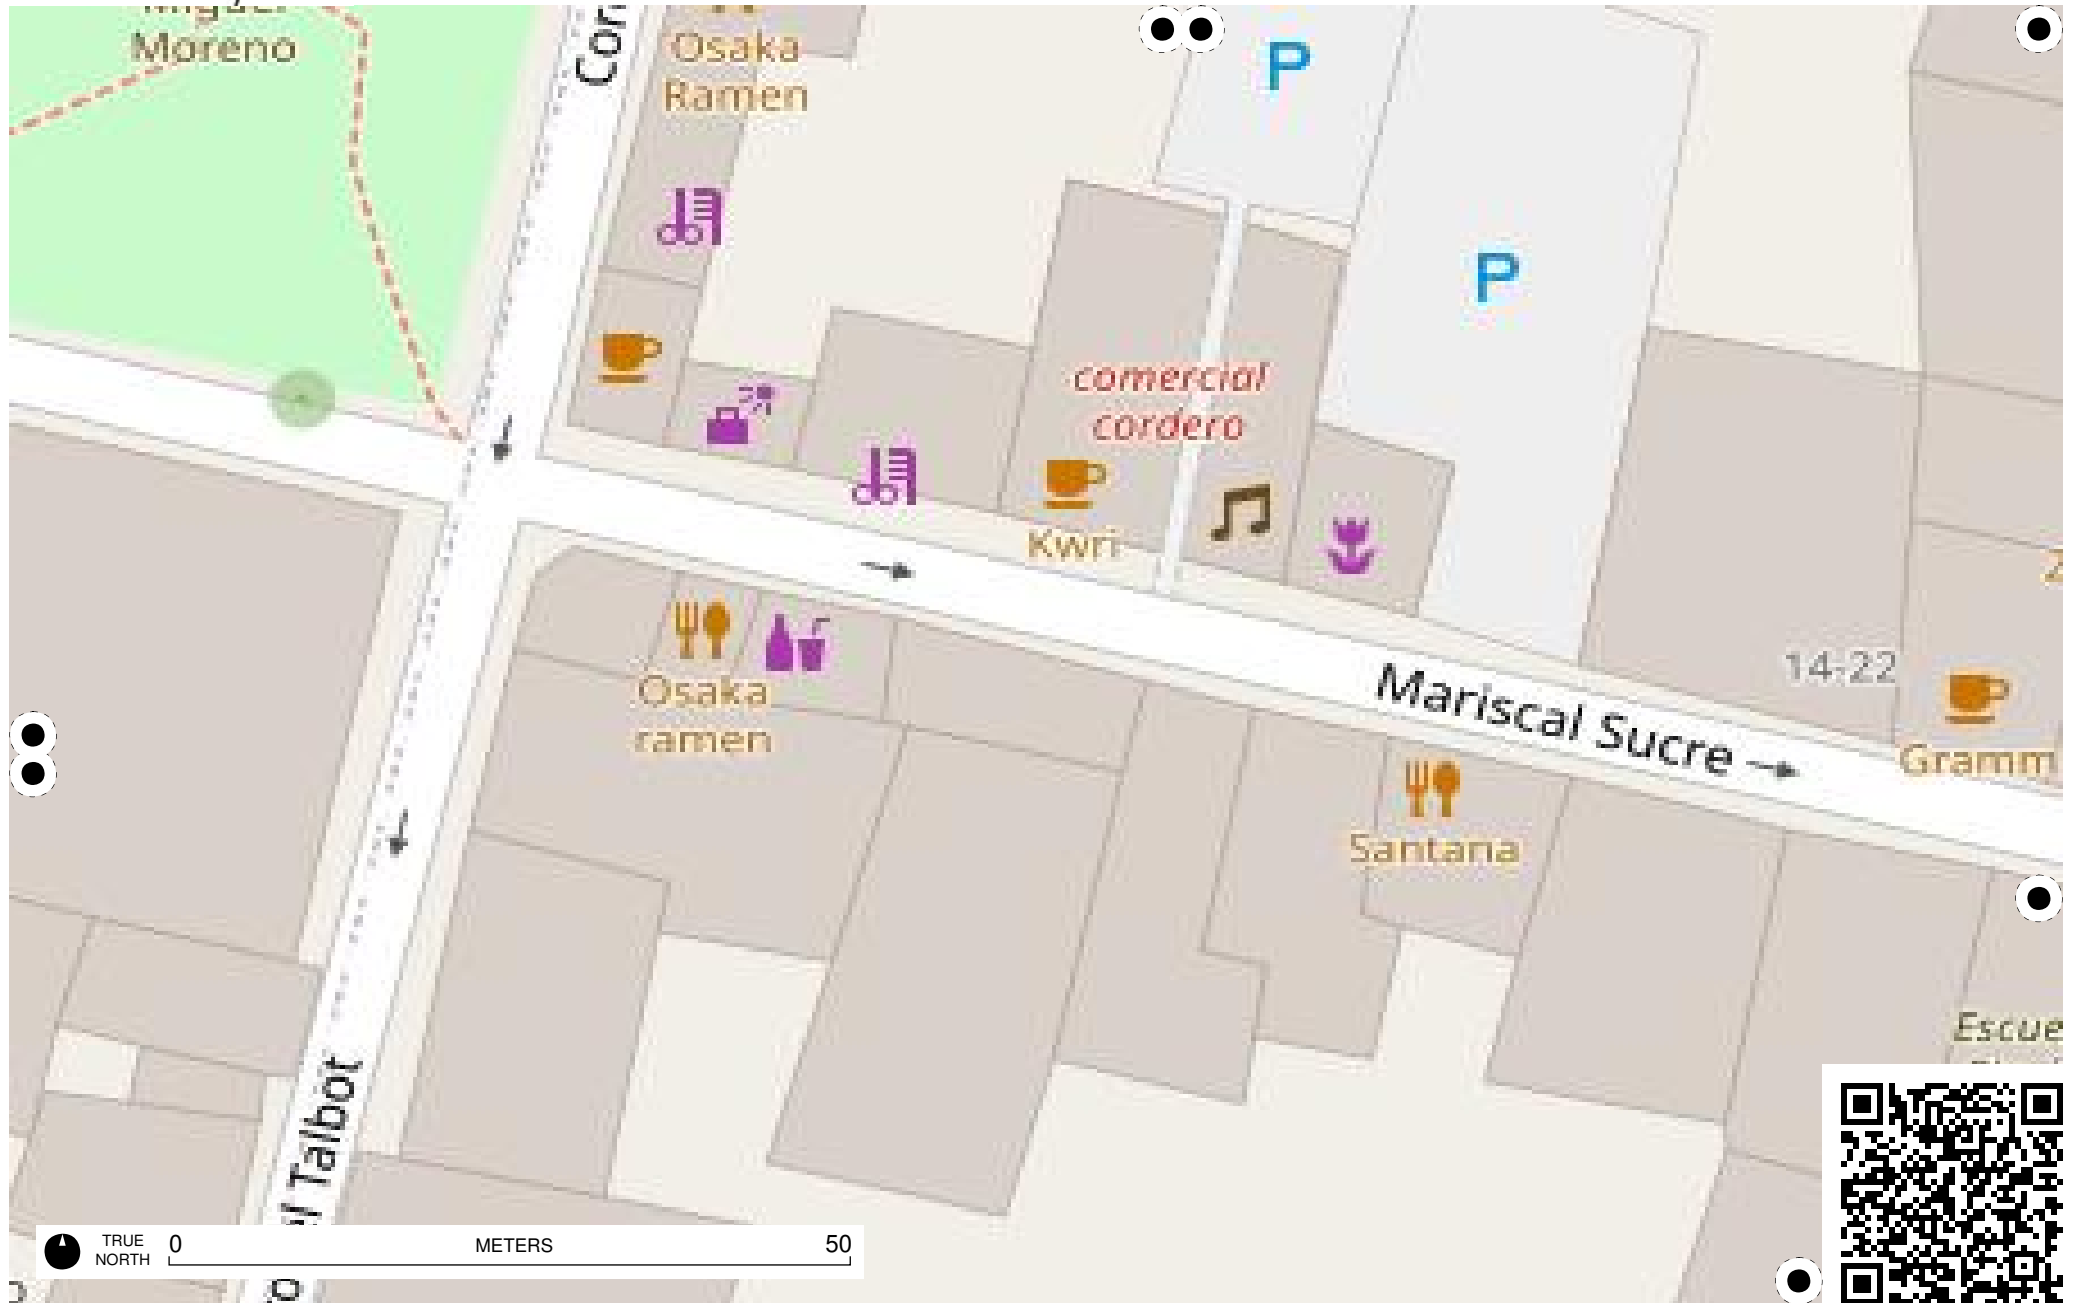 Moreno
Osaka
Ramen
P
P
comercial
cordero
Kwri
Osaka
ramen
14-22
Mariscal Sucre
Gramm
Santana
Escue
Talbot
TRUE
NORTH
0
METERS
50